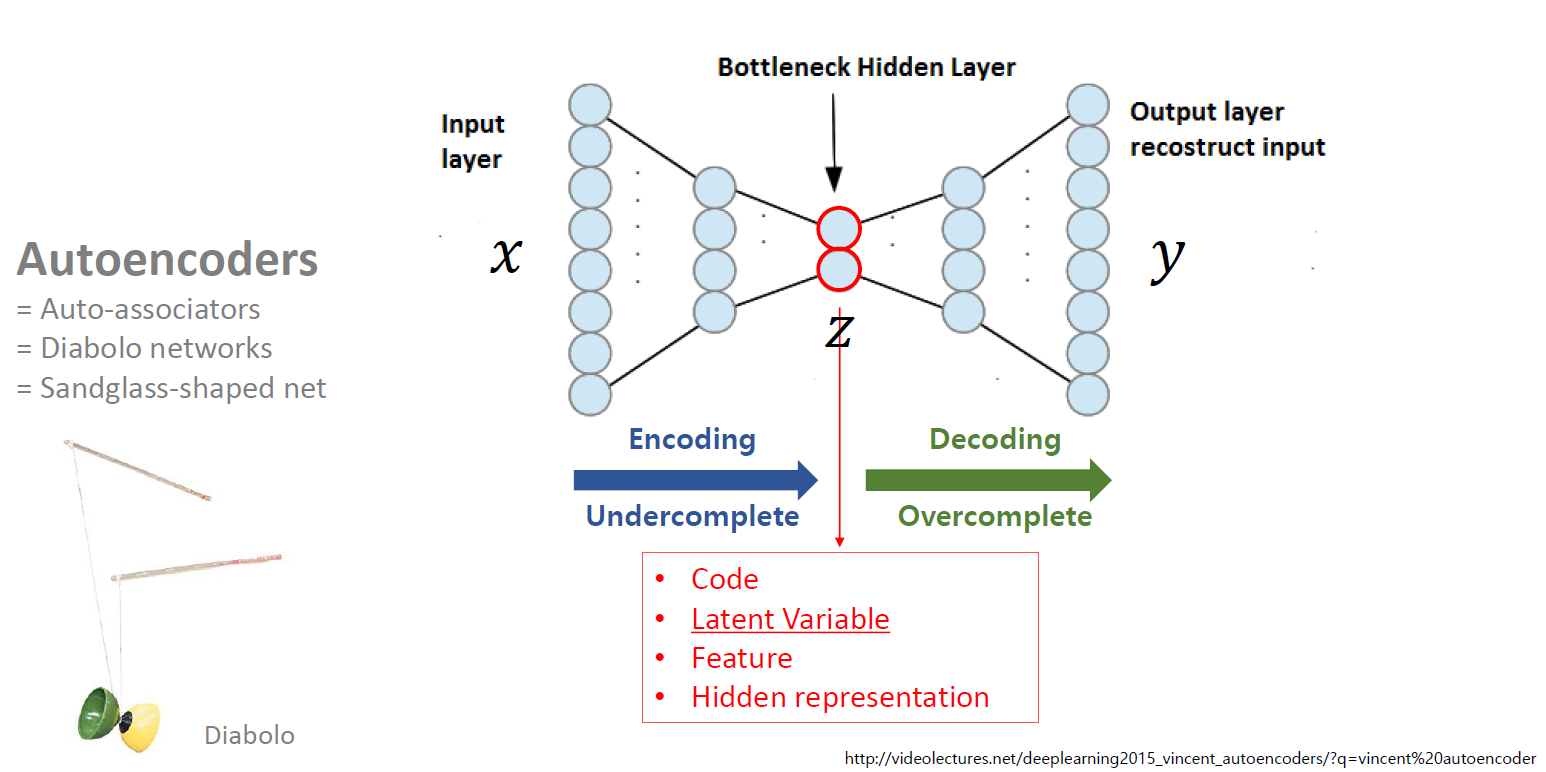 Bottleneck Hidden Layer
Input
layer
Output layer
recostruct input
x
y
z
Autoencoders
= Auto-associators
= Diabolo networks
= Sandglass-shaped net
Encoding
Undercomplete
Decoding
Overcomplete
• Code
• Latent Variable
• Feature
• Hidden representation
Diabolo
http://videolectures.net/deeplearning2015_vincent_autoencoders/?q=vincent%20autoencoder